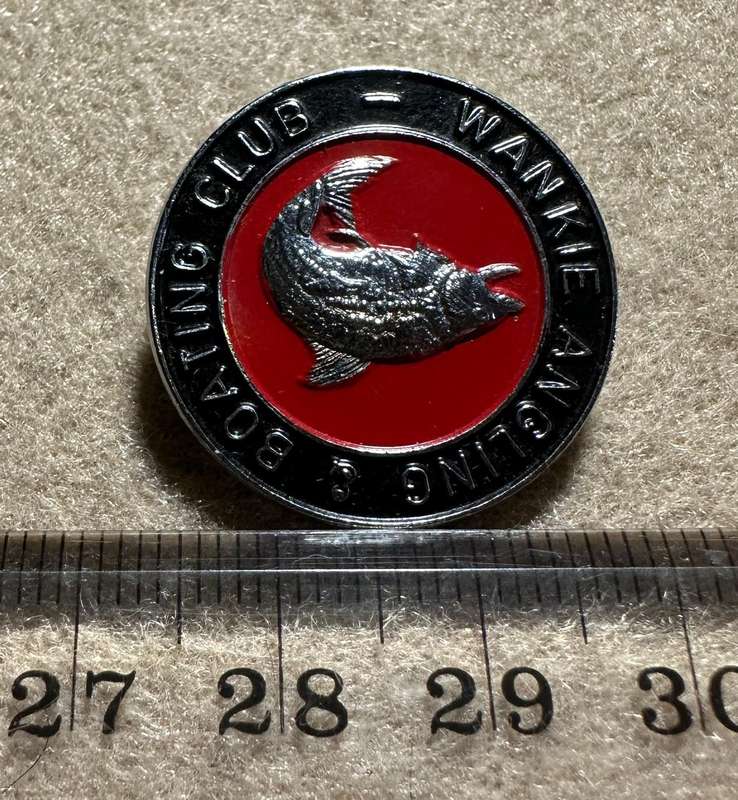 WANKIE ANGLING & BOATING CLUB –
27 28 29 30